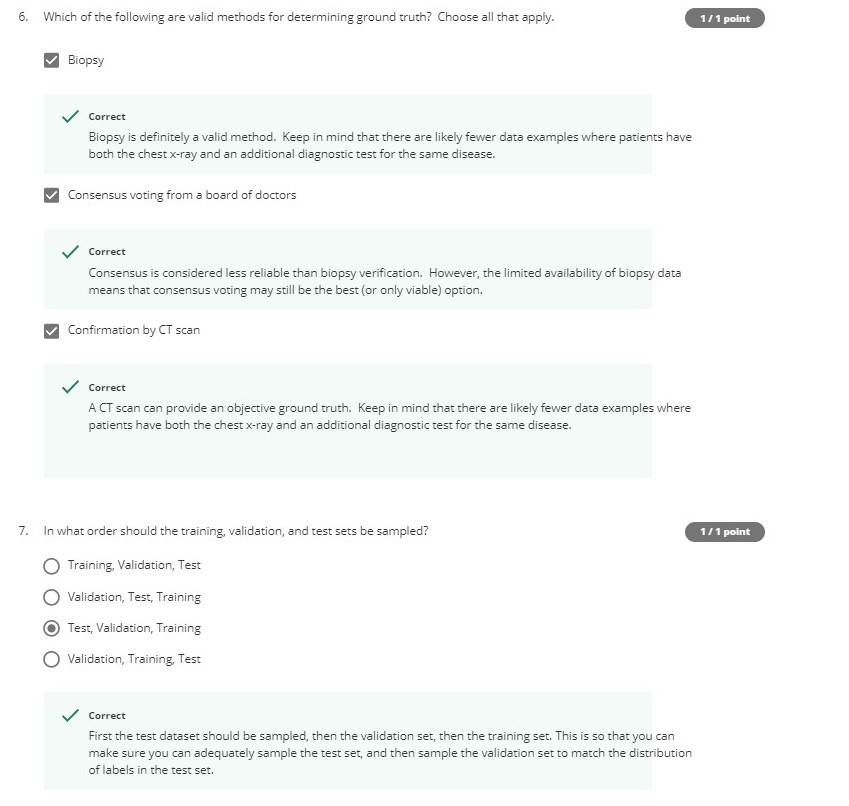 6. Which of the following are valid methods for determining ground truth? Choose all that apply.
1 / 1 point
Biopsy
Correct
Biopsy is definitely a valid method. Keep in mind that there are likely fewer data examples where patients have
both the chest x-ray and an additional diagnostic test for the same disease.
Consensus voting from a board of doctors
Correct
Consensus is considered less reliable than biopsy verification. However, the limited availability of biopsy data
means that consensus voting may still be the best (or only viable) option.
Confirmation by CT scan
Correct
A CT scan can provide an objective ground truth. Keep in mind that there are likely fewer data examples where
patients have both the chest x-ray and an additional diagnostic test for the same disease.
7. In what order should the training, validation, and test sets be sampled?
1 / 1 point
Training, Validation, Test
Validation, Test, Training
Test, Validation, Training
Validation, Training, Test
Correct
First the test dataset should be sampled, then the validation set, then the training set. This is so that you can
make sure you can adequately sample the test set, and then sample the validation set to match the distribution
of labels in the test set.